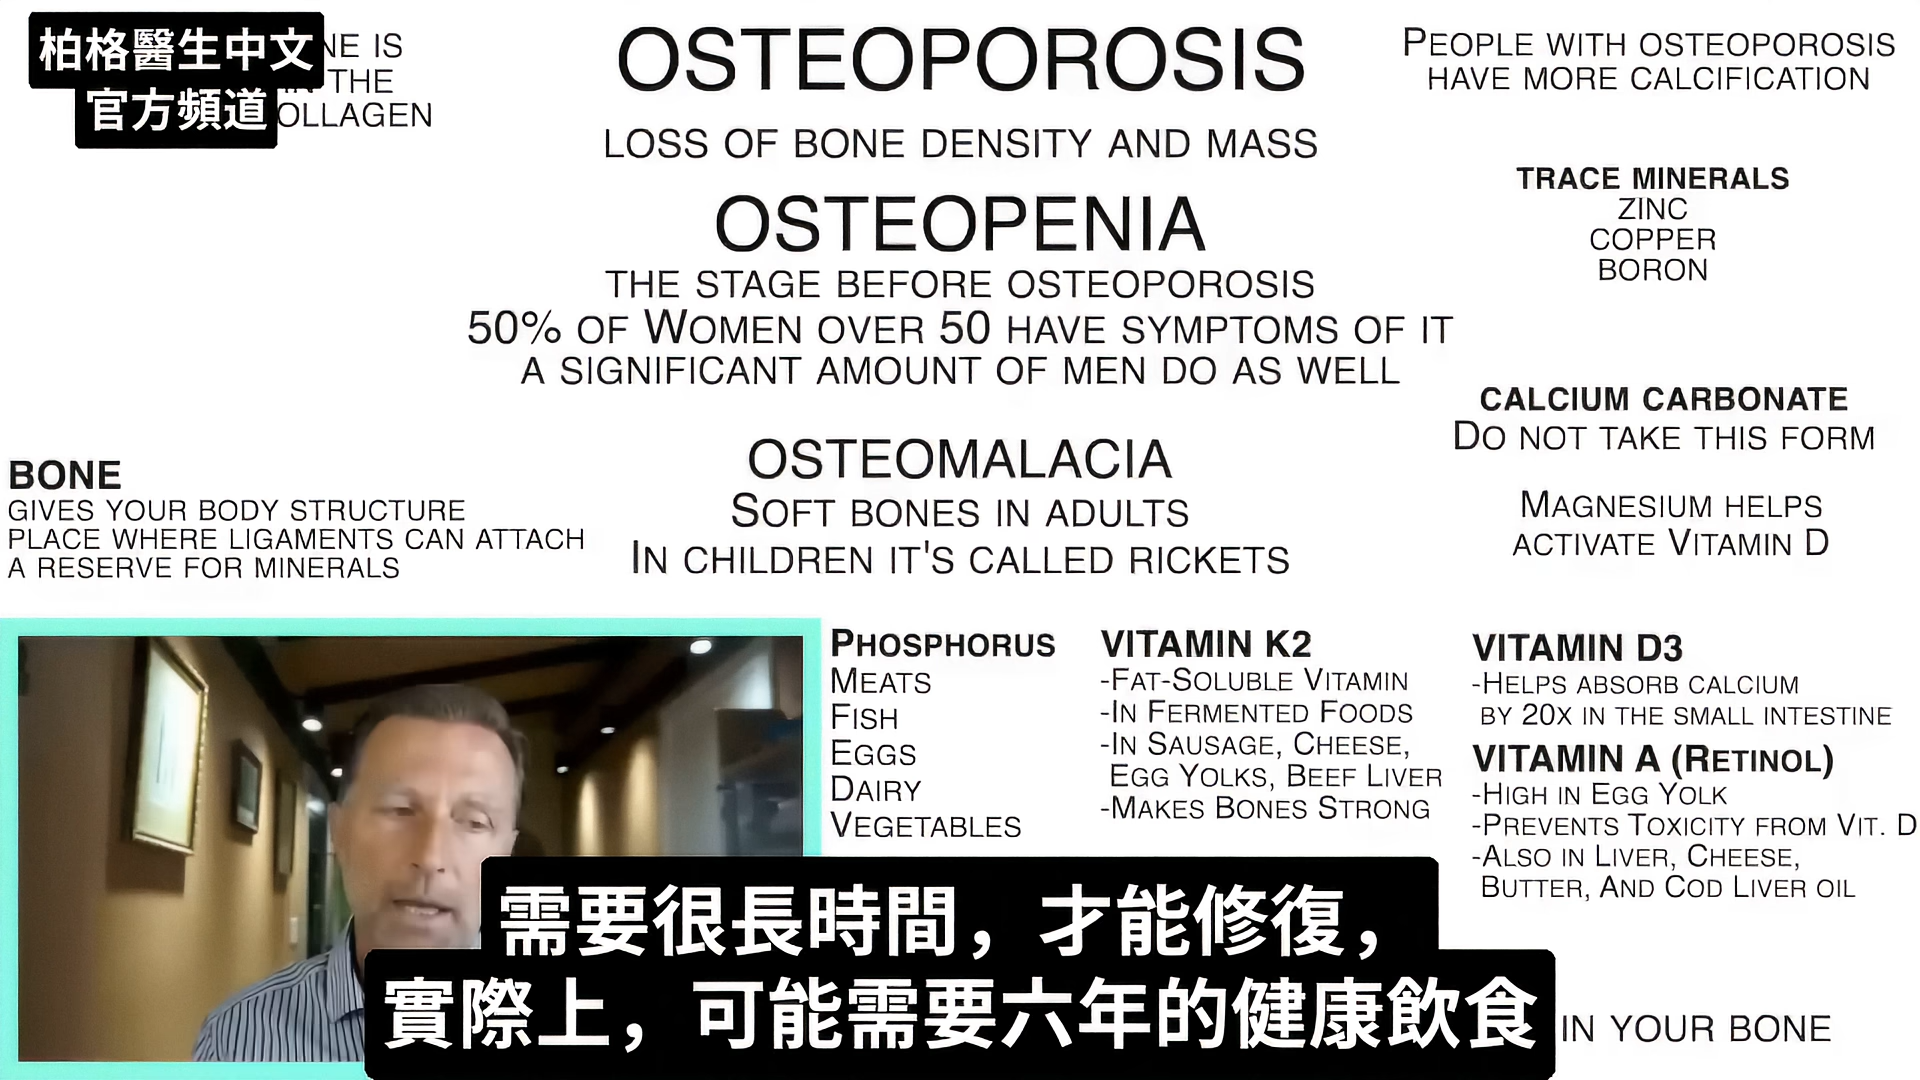 柏格醫生中文
官方頻道
NE IS
THE
OLLAGEN
OSTEOPOROSIS
LOSS OF BONE DENSITY AND MASS
OSTEOPENIA
THE STAGE BEFORE OSTEOPOROSIS
50% OF WOMEN OVER 50 HAVE SYMPTOMS OF IT
A SIGNIFICANT AMOUNT OF MEN DO AS WELL
OSTEOMALACIA
SOFT BONES IN ADULTS
IN CHILDREN IT'S CALLED RICKETS
PEOPLE WITH OSTEOPOROSIS
HAVE MORE CALCIFICATION
TRACE MINERALS
ZINC
COPPER
BORON
CALCIUM CARBONATE
DO NOT TAKE THIS FORM
MAGNESIUM HELPS
ACTIVATE VITAMIN D
BONE
GIVES YOUR BODY STRUCTURE
PLACE WHERE LIGAMENTS CAN ATTACH
A RESERVE FOR MINERALS
PHOSPHORUS
MEATS
FISH
EGGS
DAIRY
VEGETABLES
VITAMIN K2
-FAT-SOLUBLE VITAMIN
-IN FERMENTED FOODS
-IN SAUSAGE, CHEESE,
EGG YOLKS, BEEF LIVER
-MAKES BONES STRONG
VITAMIN D3
-HELPS ABSORB CALCIUM
BY 20X IN THE SMALL INTESTINE
VITAMIN A (RETINOL)
-HIGH IN EGG YOLK
-PREVENTS TOXICITY FROM VIT. D
-ALSO IN LIVER, CHEESE,
BUTTER, AND COD LIVER OIL
需要很長時間，才能修復，
實際上，可能需要六年的健康飲食
IN YOUR BONE